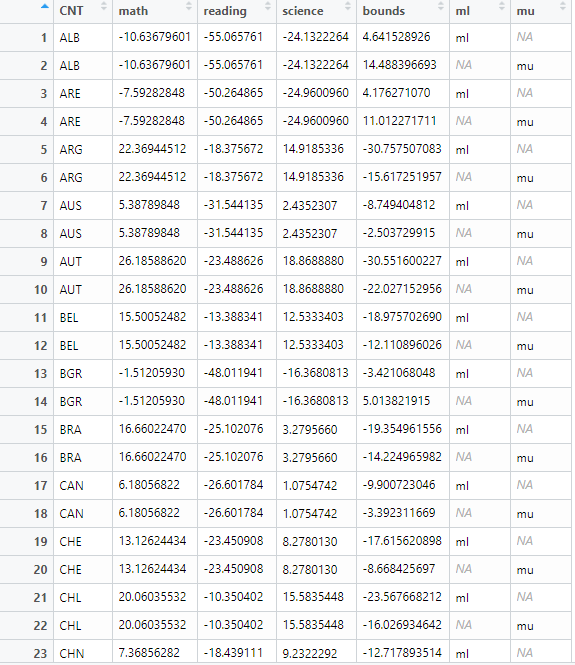 CNT math reading science bounds ml mu
1 ALB -10.63679601 -55.065761 -24.1322264 4.641528926 ml NA
2 ALB -10.63679601 -55.065761 -24.1322264 14.488396693 NA mu
3 ARE -7.59282848 -50.264865 -24.9600960 4.176271070 ml NA
4 ARE -7.59282848 -50.264865 -24.9600960 11.012271711 NA mu
5 ARG 22.36944512 -18.375672 14.9185336 -30.757507083 ml NA
6 ARG 22.36944512 -18.375672 14.9185336 -15.617251957 NA mu
7 AUS 5.38789848 -31.544135 2.4352307 -8.749404812 ml NA
8 AUS 5.38789848 -31.544135 2.4352307 -2.503729915 NA mu
9 AUT 26.18588620 -23.488626 18.8688880 -30.551600227 ml NA
10 AUT 26.18588620 -23.488626 18.8688880 -22.027152956 NA mu
11 BEL 15.50052482 -13.388341 12.5333403 -18.975702690 ml NA
12 BEL 15.50052482 -13.388341 12.5333403 -12.110896026 NA mu
13 BGR -1.51205930 -48.011941 -16.3680813 -3.421068048 ml NA
14 BGR -1.51205930 -48.011941 -16.3680813 5.013821915 NA mu
15 BRA 16.66022470 -25.102076 3.2795660 -19.354961556 ml NA
16 BRA 16.66022470 -25.102076 3.2795660 -14.224965982 NA mu
17 CAN 6.18056822 -26.601784 1.0754742 -9.900723046 ml NA
18 CAN 6.18056822 -26.601784 1.0754742 -3.392311669 NA mu
19 CHE 13.12624434 -23.450908 8.2780130 -17.615620898 ml NA
20 CHE 13.12624434 -23.450908 8.2780130 -8.668425697 NA mu
21 CHL 20.06035532 -10.350402 15.5835448 -23.567668212 ml NA
22 CHL 20.06035532 -10.350402 15.5835448 -16.026934642 NA mu
23 CHN 7.36856282 -18.439111 9.2322292 -12.717893514 ml NA